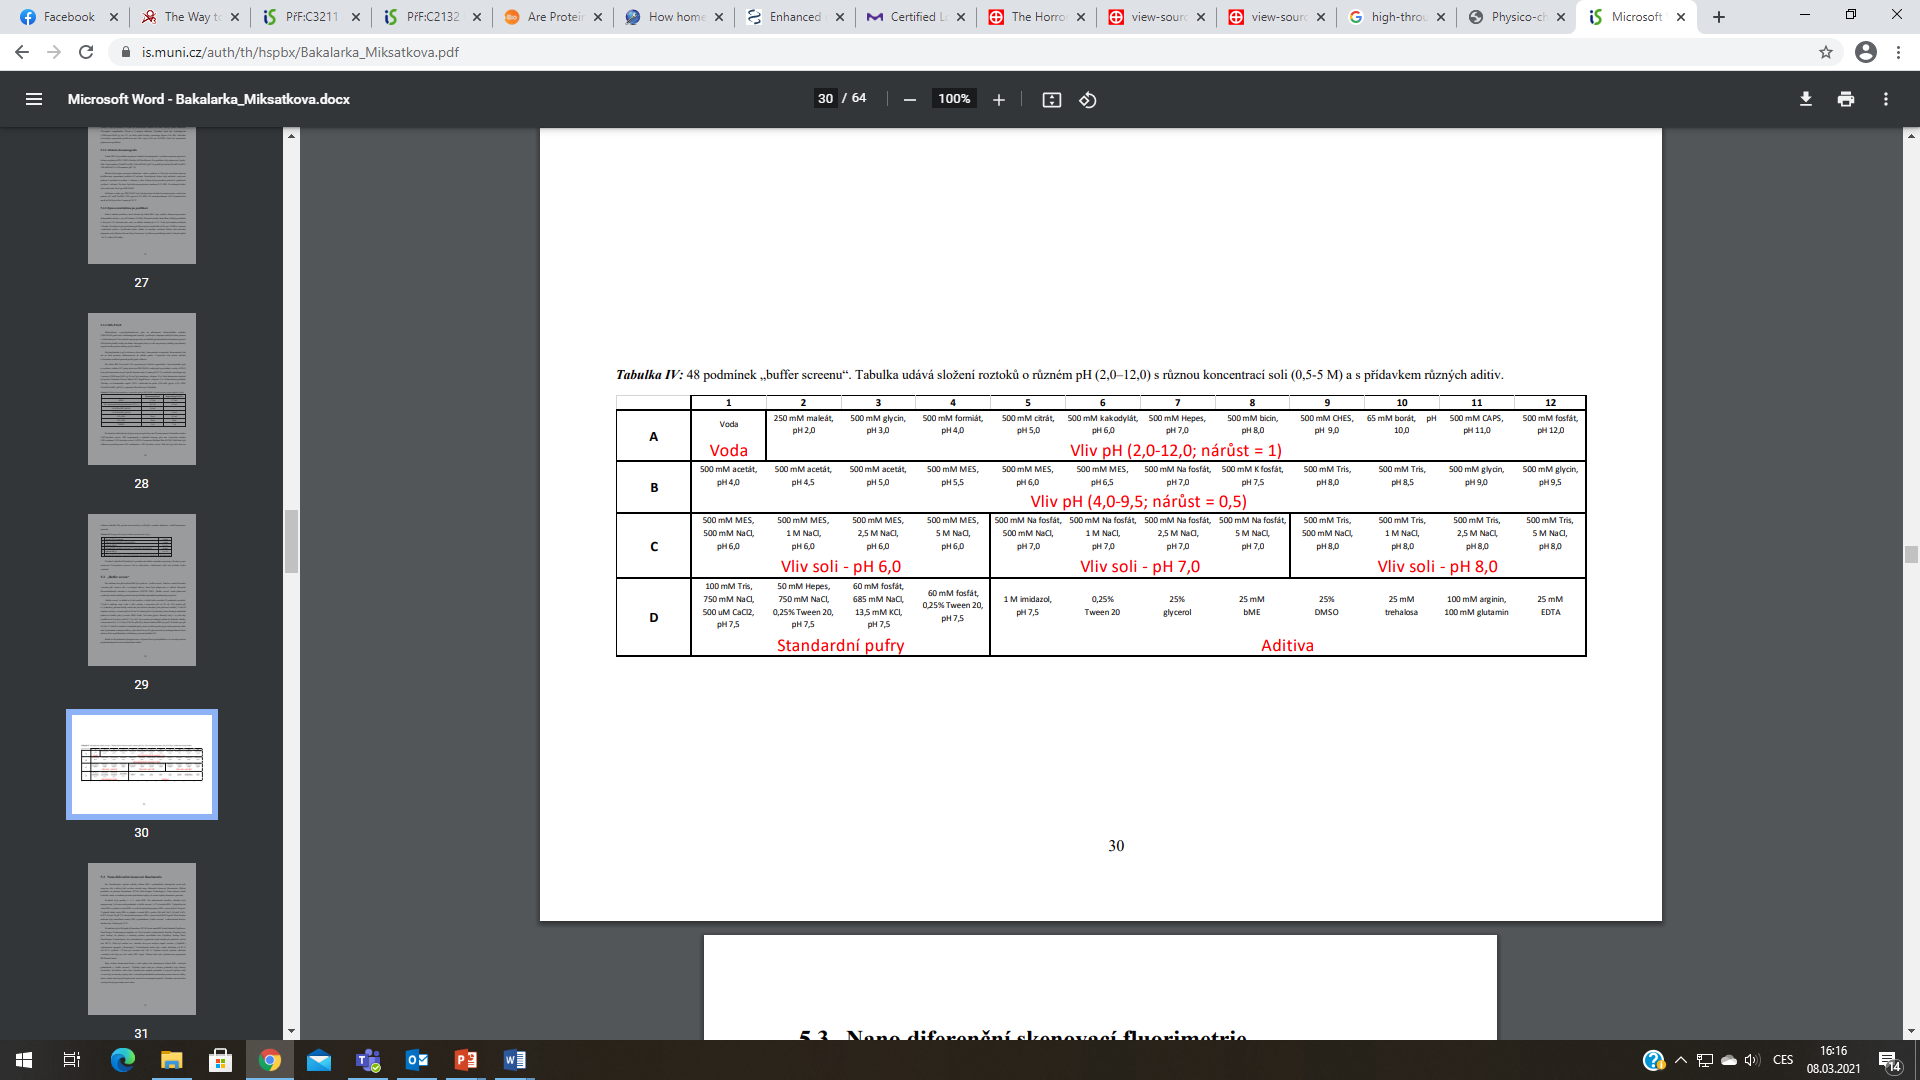 Facebook
The Way t
PřF:C3211
PřF:C2132
Are Protei
How home
Enhanced
Certified L
The Horro
view-sourc
view-sourc
high-throu
Physico-ch
Microsoft
is.muni.cz/auth/th/hspbx/Bakalarka_Miksatkova.pdf
Microsoft Word - Bakalarka_Miksatkova.docx
30 / 64
100%
27
28
29
30
31
Tabulka IV: 48 podmínek „buffer screenu“. Tabulka udává složení roztoků o různém pH (2,0–12,0) s různou koncentrací soli (0,5-5 M) a s přídavkem různých aditiv.
1 2 3 4 5 6 7 8 9 10 11 12
A
Voda
250 mM maleát, pH 2,0
500 mM glycin, pH 3,0
500 mM formiát, pH 4,0
500 mM citrát, pH 5,0
500 mM kakodylát, pH 6,0
500 mM Hepes, pH 7,0
500 mM bicin, pH 8,0
500 mM CHES, pH 9,0
65 mM borát, pH 10,0
500 mM CAPS, pH 11,0
500 mM fosfát, pH 12,0
Voda
Vliv pH (2,0-12,0; nárůst = 1)
B
500 mM acetát, pH 4,0
500 mM acetát, pH 4,5
500 mM acetát, pH 5,0
500 mM MES, pH 5,5
500 mM MES, pH 6,0
500 mM MES, pH 6,5
500 mM Na fosfát, pH 7,0
500 mM K fosfát, pH 7,5
500 mM Tris, pH 8,0
500 mM Tris, pH 8,5
500 mM glycin, pH 9,0
500 mM glycin, pH 9,5
Vliv pH (4,0-9,5; nárůst = 0,5)
C
500 mM MES, 500 mM NaCl, pH 6,0
500 mM MES, 1 M NaCl, pH 6,0
500 mM MES, 2,5 M NaCl, pH 6,0
500 mM MES, 5 M NaCl, pH 6,0
500 mM Na fosfát, 500 mM NaCl, pH 7,0
500 mM Na fosfát, 1 M NaCl, pH 7,0
500 mM Na fosfát, 2,5 M NaCl, pH 7,0
500 mM Na fosfát, 5 M NaCl, pH 7,0
500 mM Tris, 500 mM NaCl, pH 8,0
500 mM Tris, 1 M NaCl, pH 8,0
500 mM Tris, 2,5 M NaCl, pH 8,0
500 mM Tris, 5 M NaCl, pH 8,0
Vliv soli - pH 6,0
Vliv soli - pH 7,0
Vliv soli - pH 8,0
D
100 mM Tris, 750 mM NaCl, 500 uM CaCl2, pH 7,5
50 mM Hepes, 750 mM NaCl, 0,25% Tween 20, pH 7,5
60 mM fosfát, 685 mM NaCl, 13,5 mM KCl, pH 7,5
60 mM fosfát, 0,25% Tween 20, pH 7,5
1 M imidazol, pH 7,5
0,25% Tween 20
25% glycerol
25 mM bME
25% DMSO
25 mM trehalosa
100 mM arginin, 100 mM glutamin
25 mM EDTA
Standardní pufry
Aditiva
30
5.3 Nano diferenční skenovací fluorimetrie
CES
16:16
08.03.2021
14